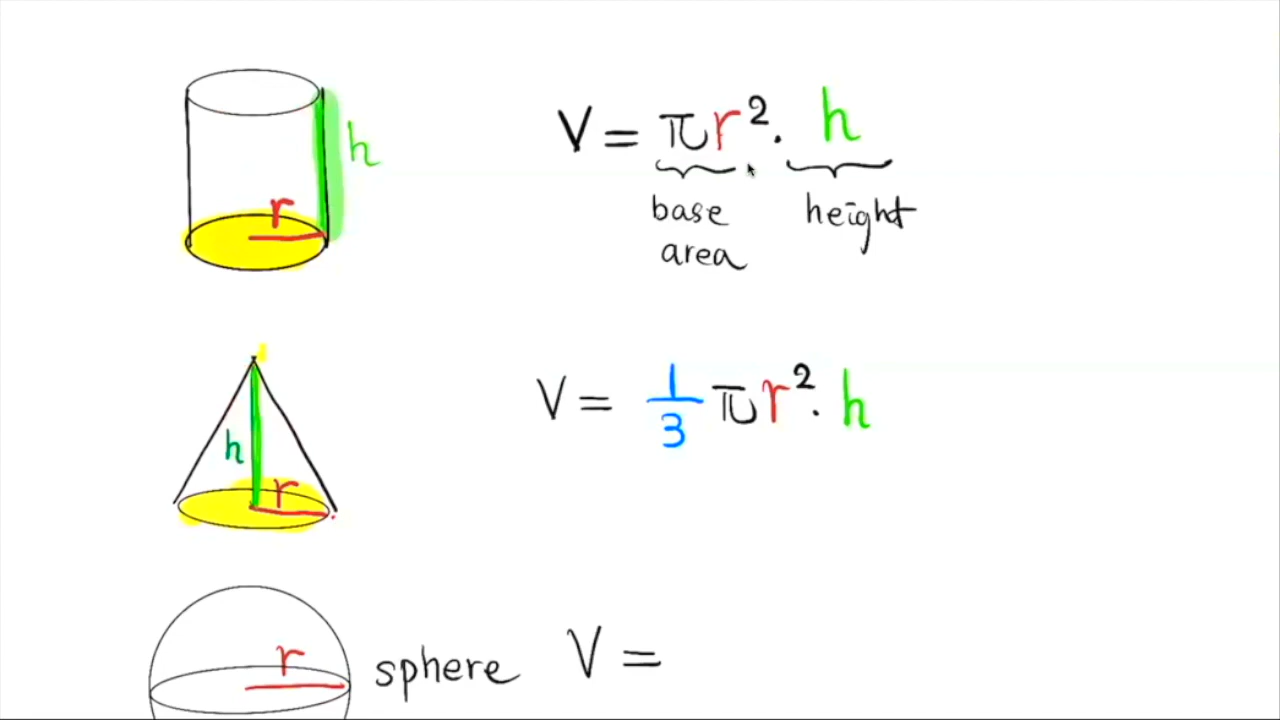 h
r
V = πr² · h
base area
height
h
r
V = 1/3 πr² · h
r
sphere V =